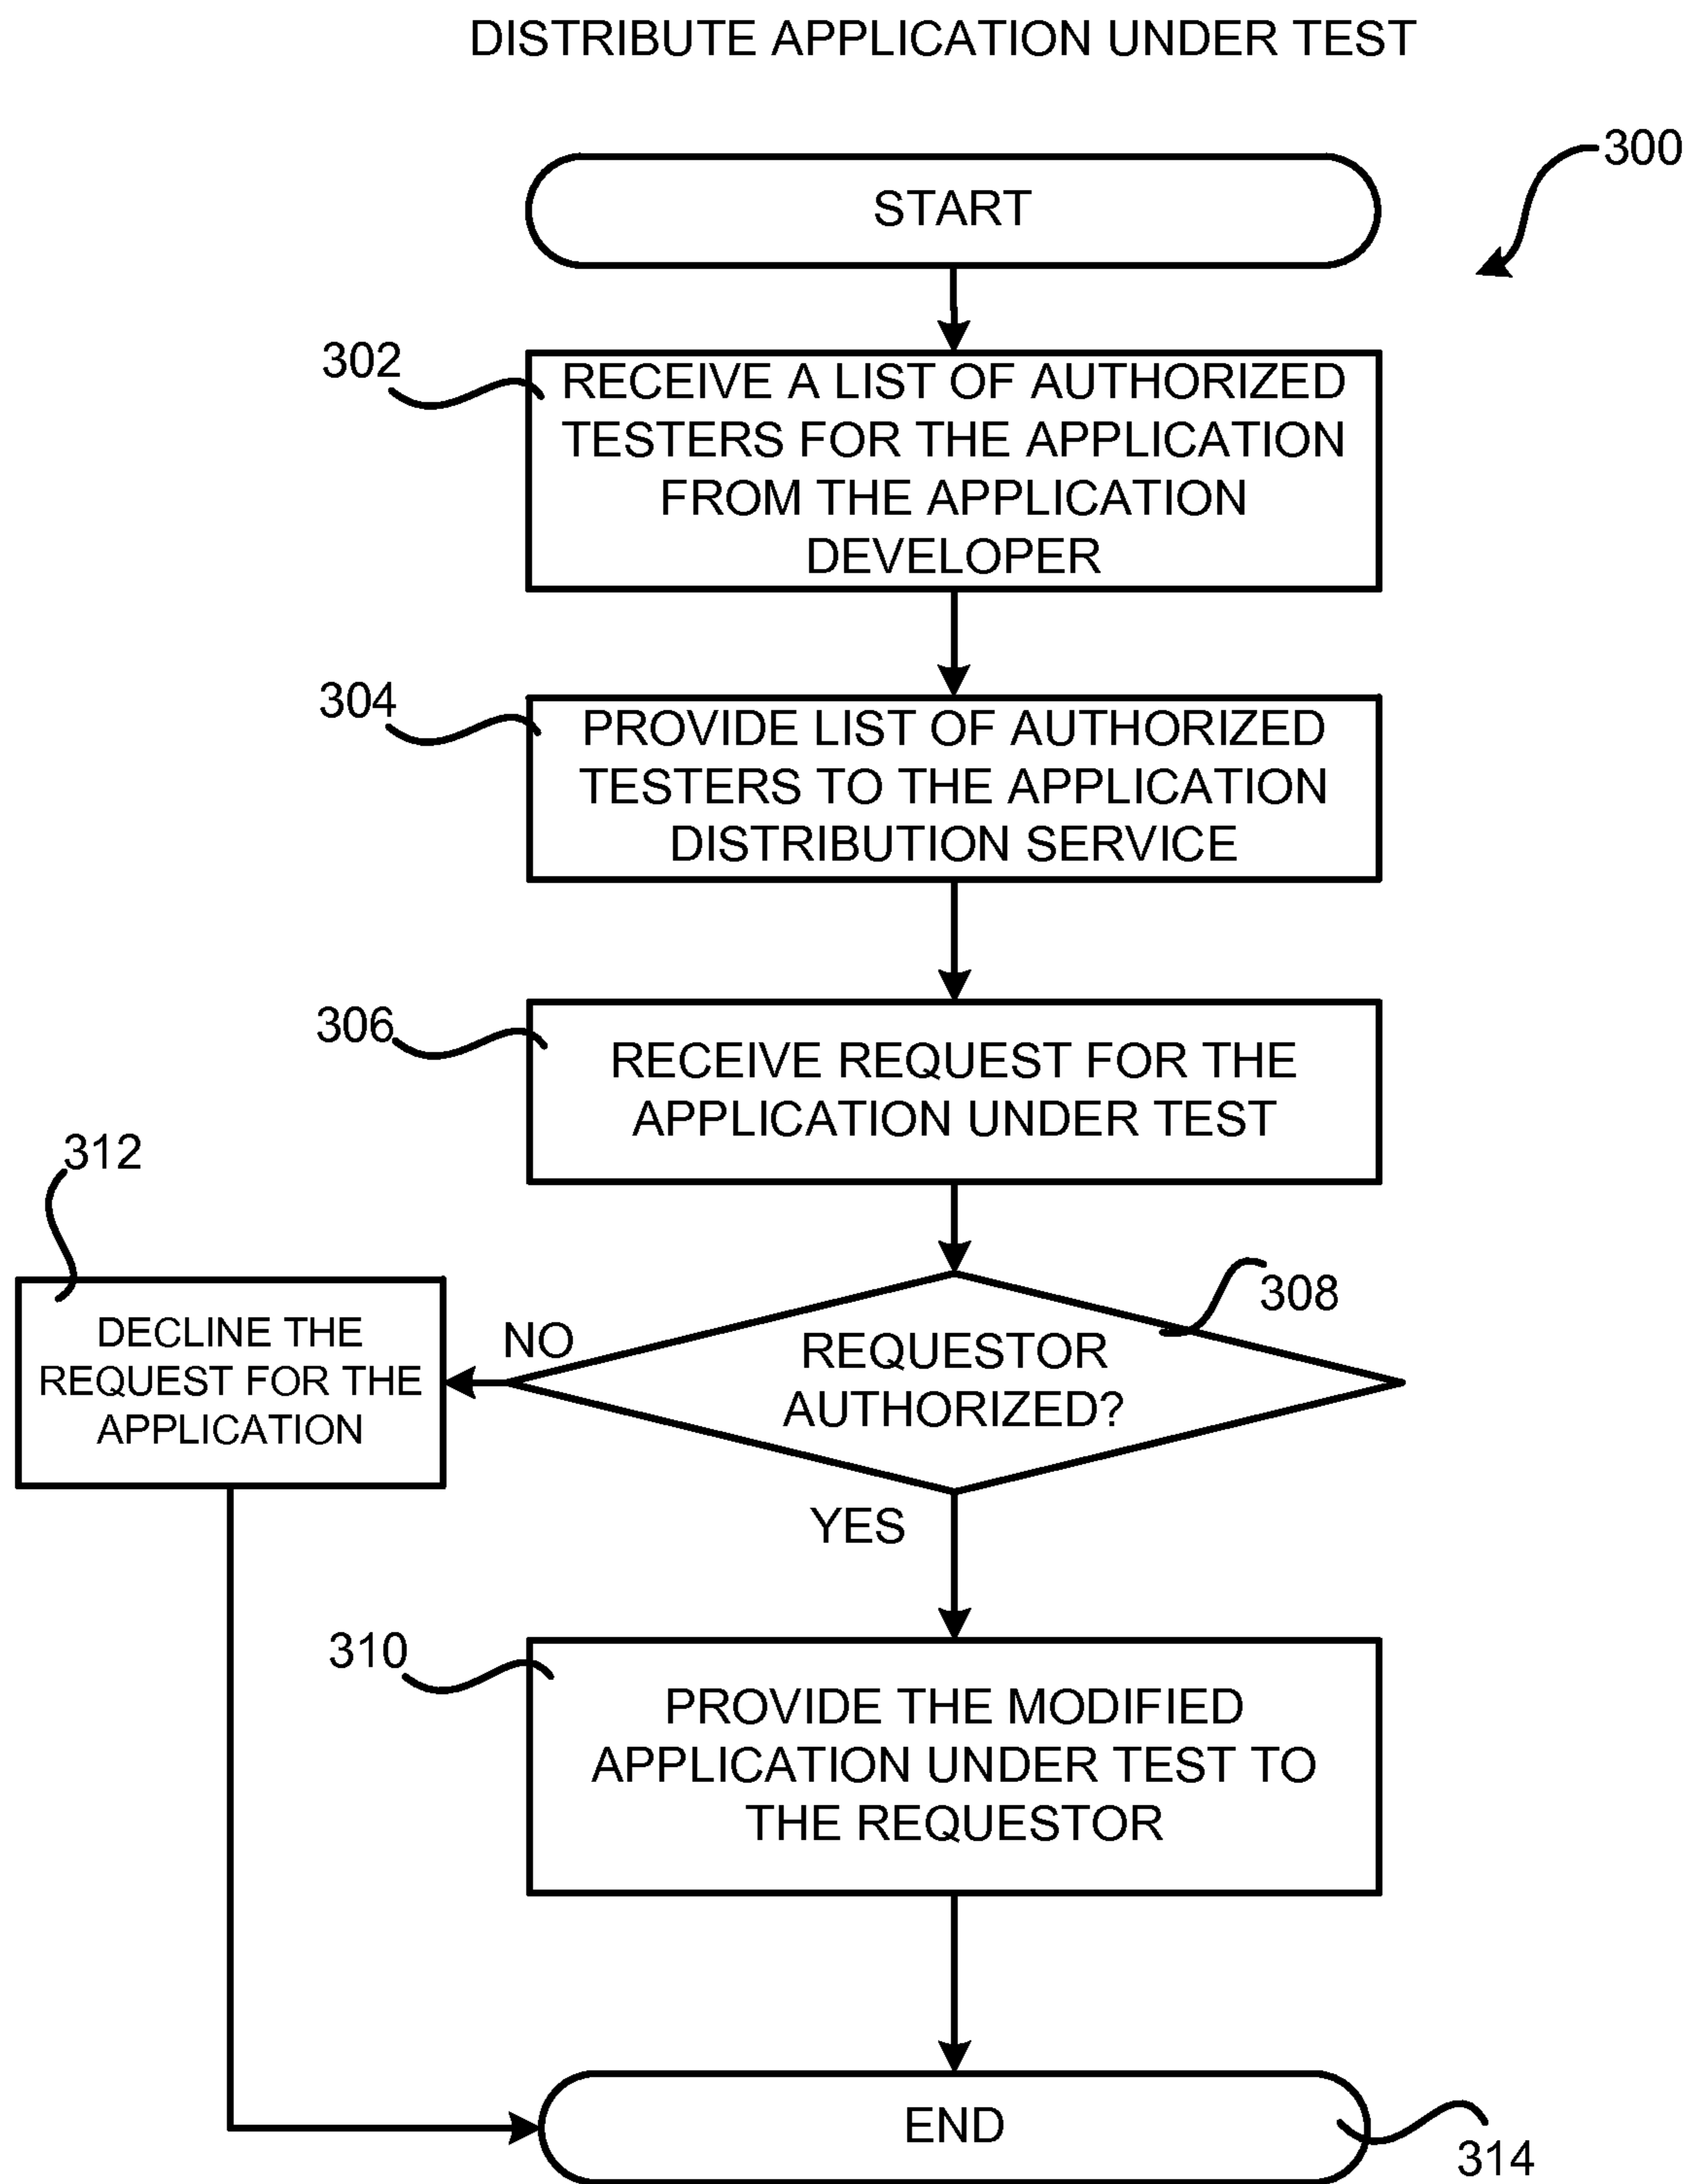 DISTRIBUTE APPLICATION UNDER TEST
300
START
302
RECEIVE A LIST OF AUTHORIZED
TESTERS FOR THE APPLICATION
FROM THE APPLICATION
DEVELOPER
304
PROVIDE LIST OF AUTHORIZED
TESTERS TO THE APPLICATION
DISTRIBUTION SERVICE
306
RECEIVE REQUEST FOR THE
APPLICATION UNDER TEST
312
DECLINE THE
REQUEST FOR THE
APPLICATION
NO
308
REQUESTOR
AUTHORIZED?
YES
310
PROVIDE THE MODIFIED
APPLICATION UNDER TEST TO
THE REQUESTOR
END
314